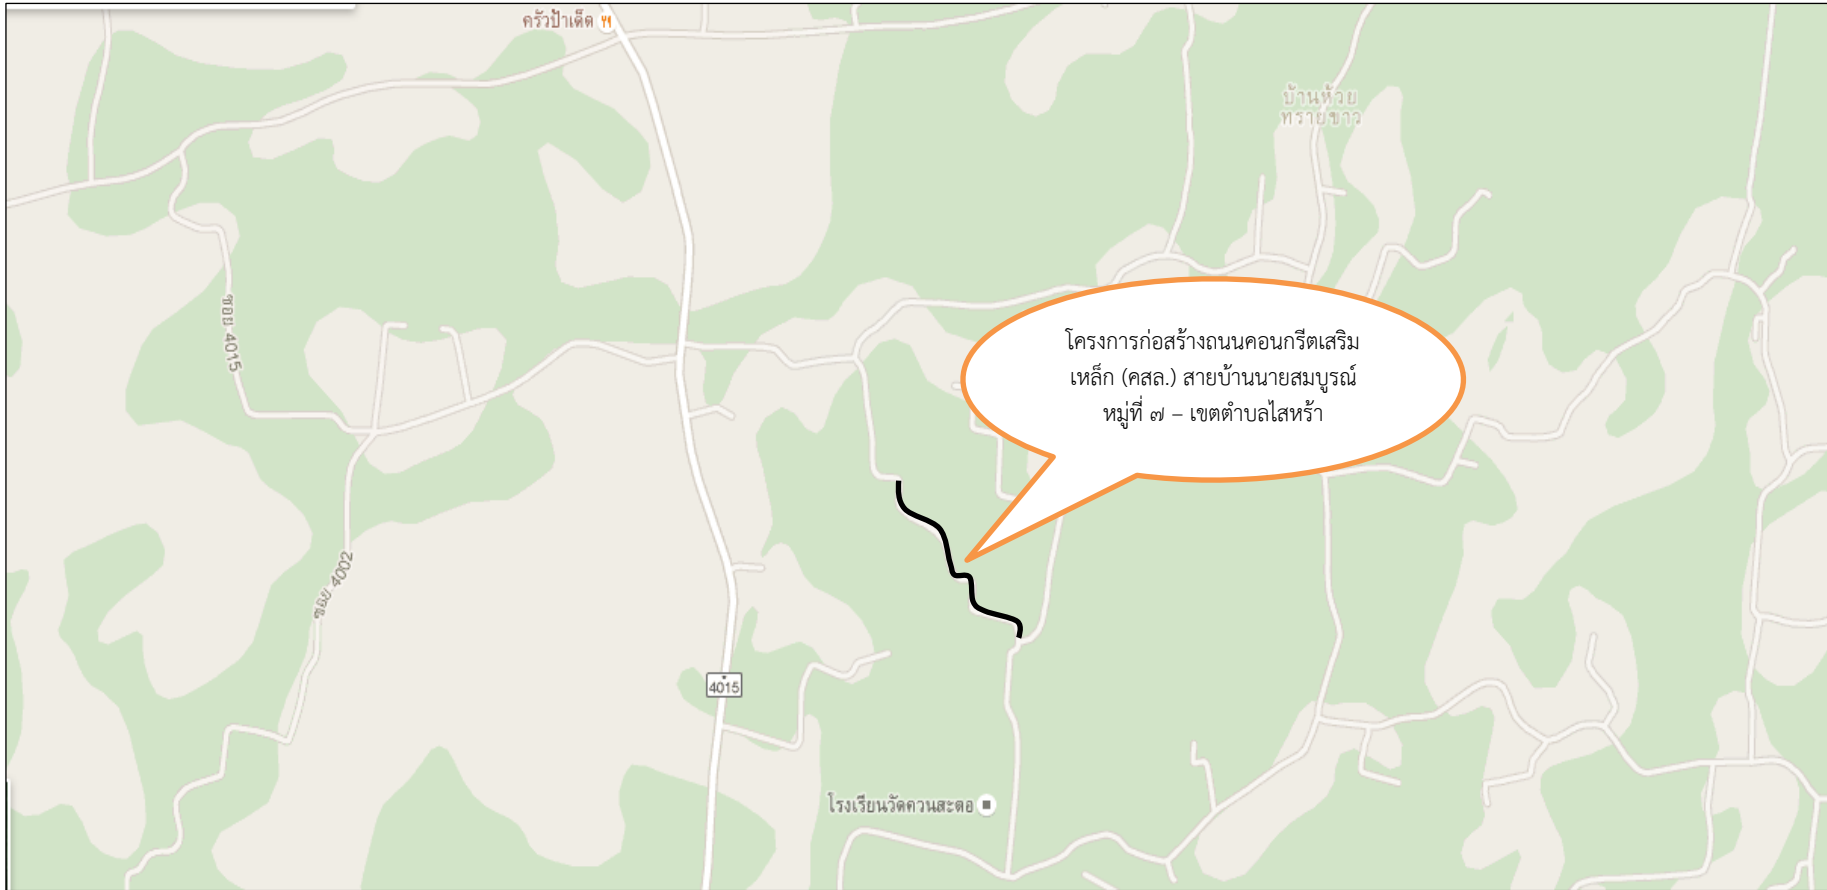 ครัวป้าเด็ด
บ้านห้วย
ทรายขาว
ซอย 4015
โครงการก่อสร้างถนนคอนกรีตเสริม
เหล็ก (คสล.) สายบ้านนายสมบูรณ์
หมู่ที่ ๗ – เขตตำบลไสหร้า
ซอย 4002
4015
โรงเรียนวัดควนสะตอ